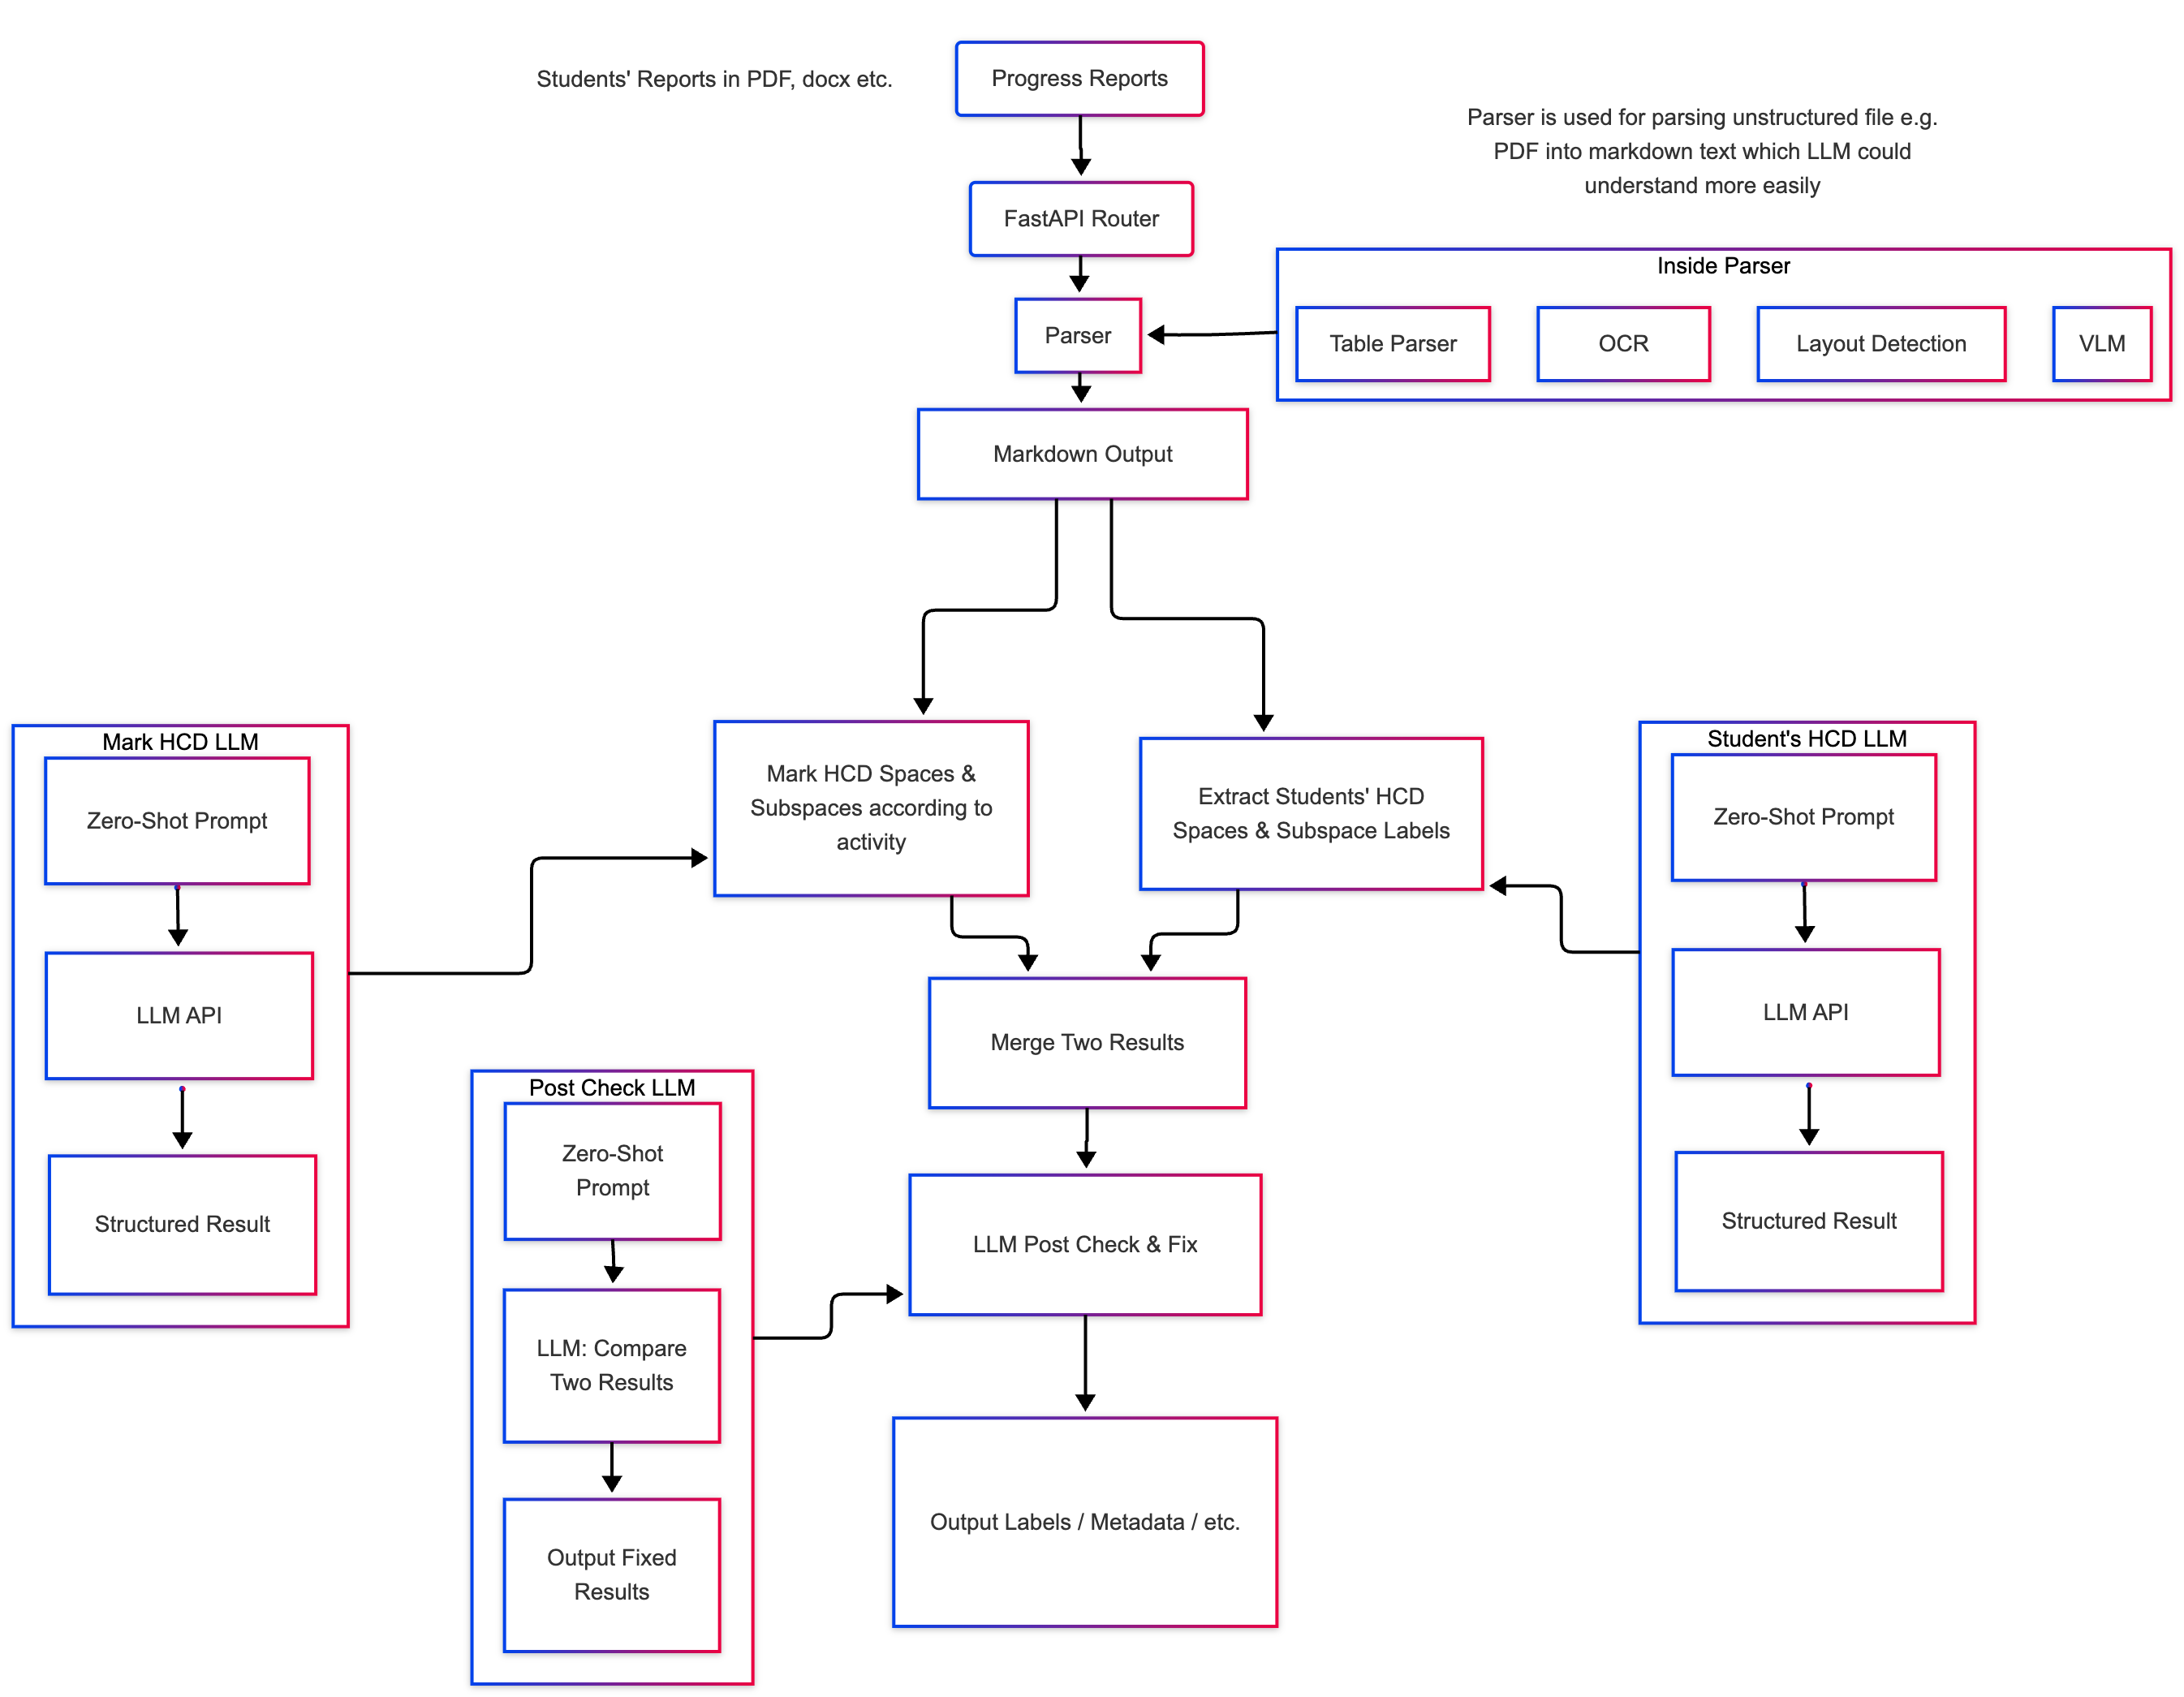 Students' Reports in PDF, docx etc.
Progress Reports
Parser is used for parsing unstructured file e.g.
PDF into markdown text which LLM could
understand more easily
FastAPI Router
Inside Parser
Parser
Table Parser
OCR
Layout Detection
VLM
Markdown Output
Mark HCD LLM
Zero-Shot Prompt
LLM API
Structured Result
Mark HCD Spaces &
Subspaces according to
activity
Extract Students' HCD
Spaces & Subspace Labels
Student's HCD LLM
Zero-Shot Prompt
LLM API
Structured Result
Merge Two Results
Post Check LLM
Zero-Shot
Prompt
LLM: Compare
Two Results
Output Fixed
Results
LLM Post Check & Fix
Output Labels / Metadata / etc.